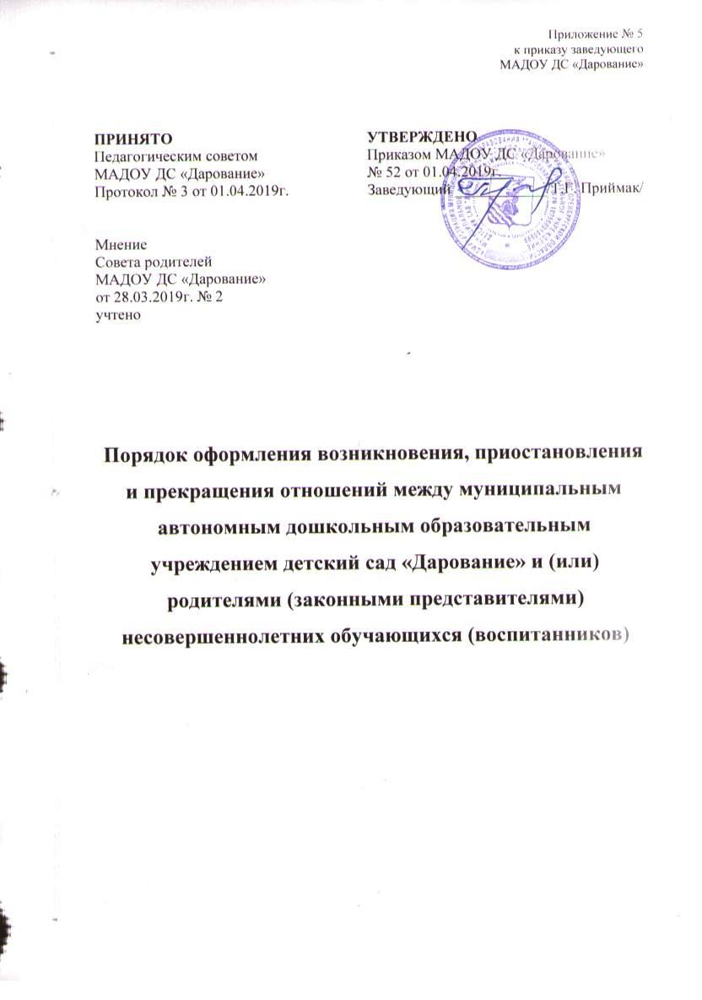 Приложение № 5
к приказу заведующего
МАДОУ ДС «Дарование»
ПРИНЯТО
Педагогическим советом
МАДОУ ДС «Дарование»
Протокол № 3 от 01.04.2019г.
УТВЕРЖДЕНО
Приказом МАДОУ ДС «Дарование»
№ 52 от 01.04.2019г.
Заведующий Т.Г. Приймак/
Мнение
Совета родителей
МАДОУ ДС «Дарование»
от 28.03.2019г. № 2
учтено
Порядок оформления возникновения, приостановления
и прекращения отношений между муниципальным
автономным дошкольным образовательным
учреждением детский сад «Дарование» и (или)
родителями (законными представителями)
несовершеннолетних обучающихся (воспитанников)